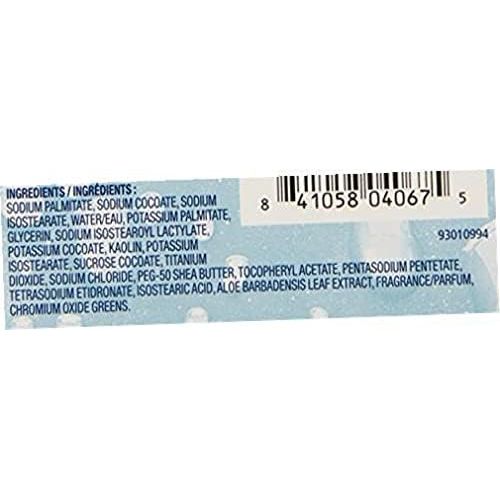 INGREDIENTS / INGRÉDIENTS :
SODIUM PALMITATE, SODIUM COCOATE, SODIUM
ISOSTEARATE, WATER/EAU, POTASSIUM PALMITATE,
GLYCERIN, SODIUM ISOSTEAROYL LACTYLATE,
POTASSIUM COCOATE, KAOLIN, POTASSIUM
ISOSTEARATE, SUCROSE COCOATE, TITANIUM
DIOXIDE, SODIUM CHLORIDE, PEG-50 SHEA BUTTER, TOCOPHERYL ACETATE, PENTASODIUM PENTETATE,
TETRASODIUM ETIDRONATE, ISOSTEARIC ACID, ALOE BARBADENSIS LEAF EXTRACT, FRAGRANCE/PARFUM,
CHROMIUM OXIDE GREENS.
8 41058 04067 5
93010994